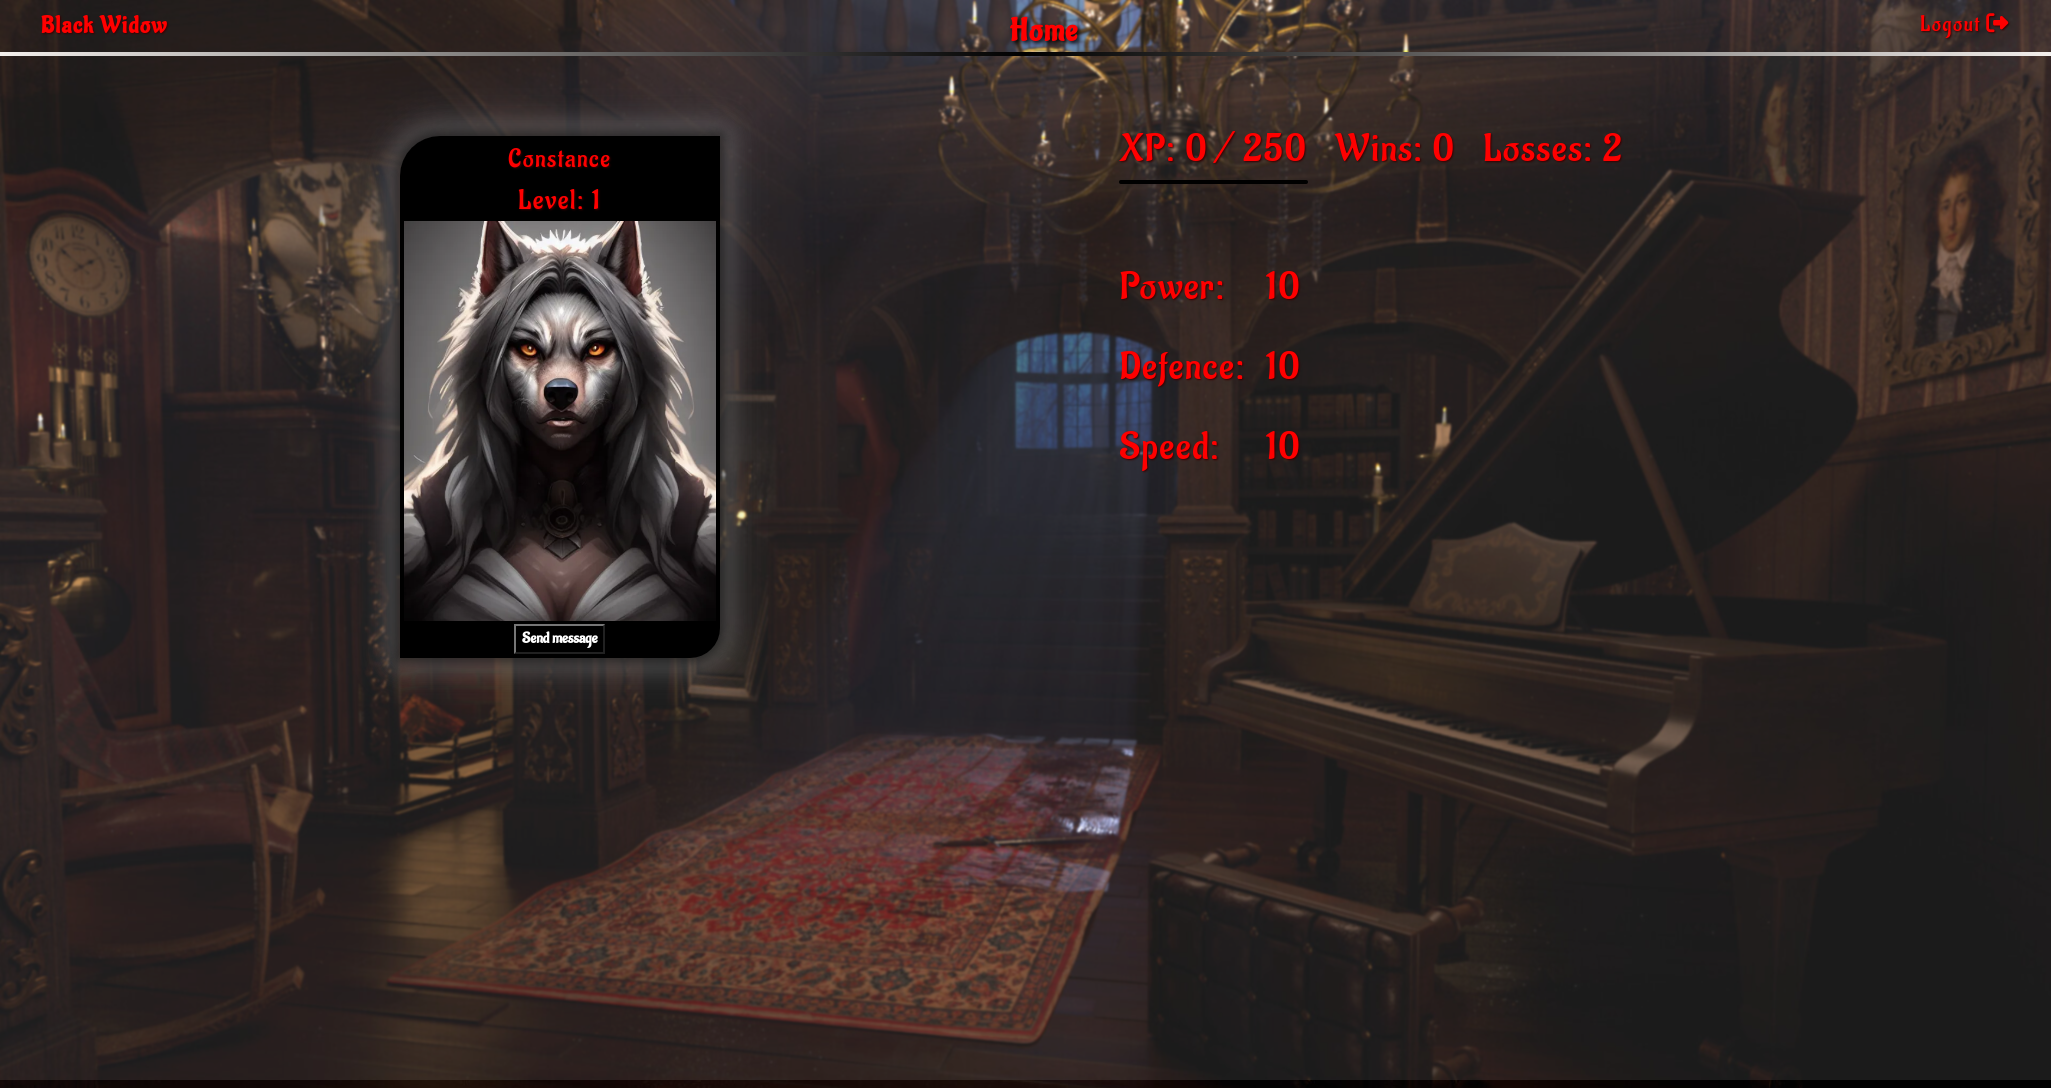 Black Widow
Home
Logout
Constance
Level: 1
Send message
XP: 0 / 250 Wins: 0 Losses: 2
Power: 10
Defence: 10
Speed: 10